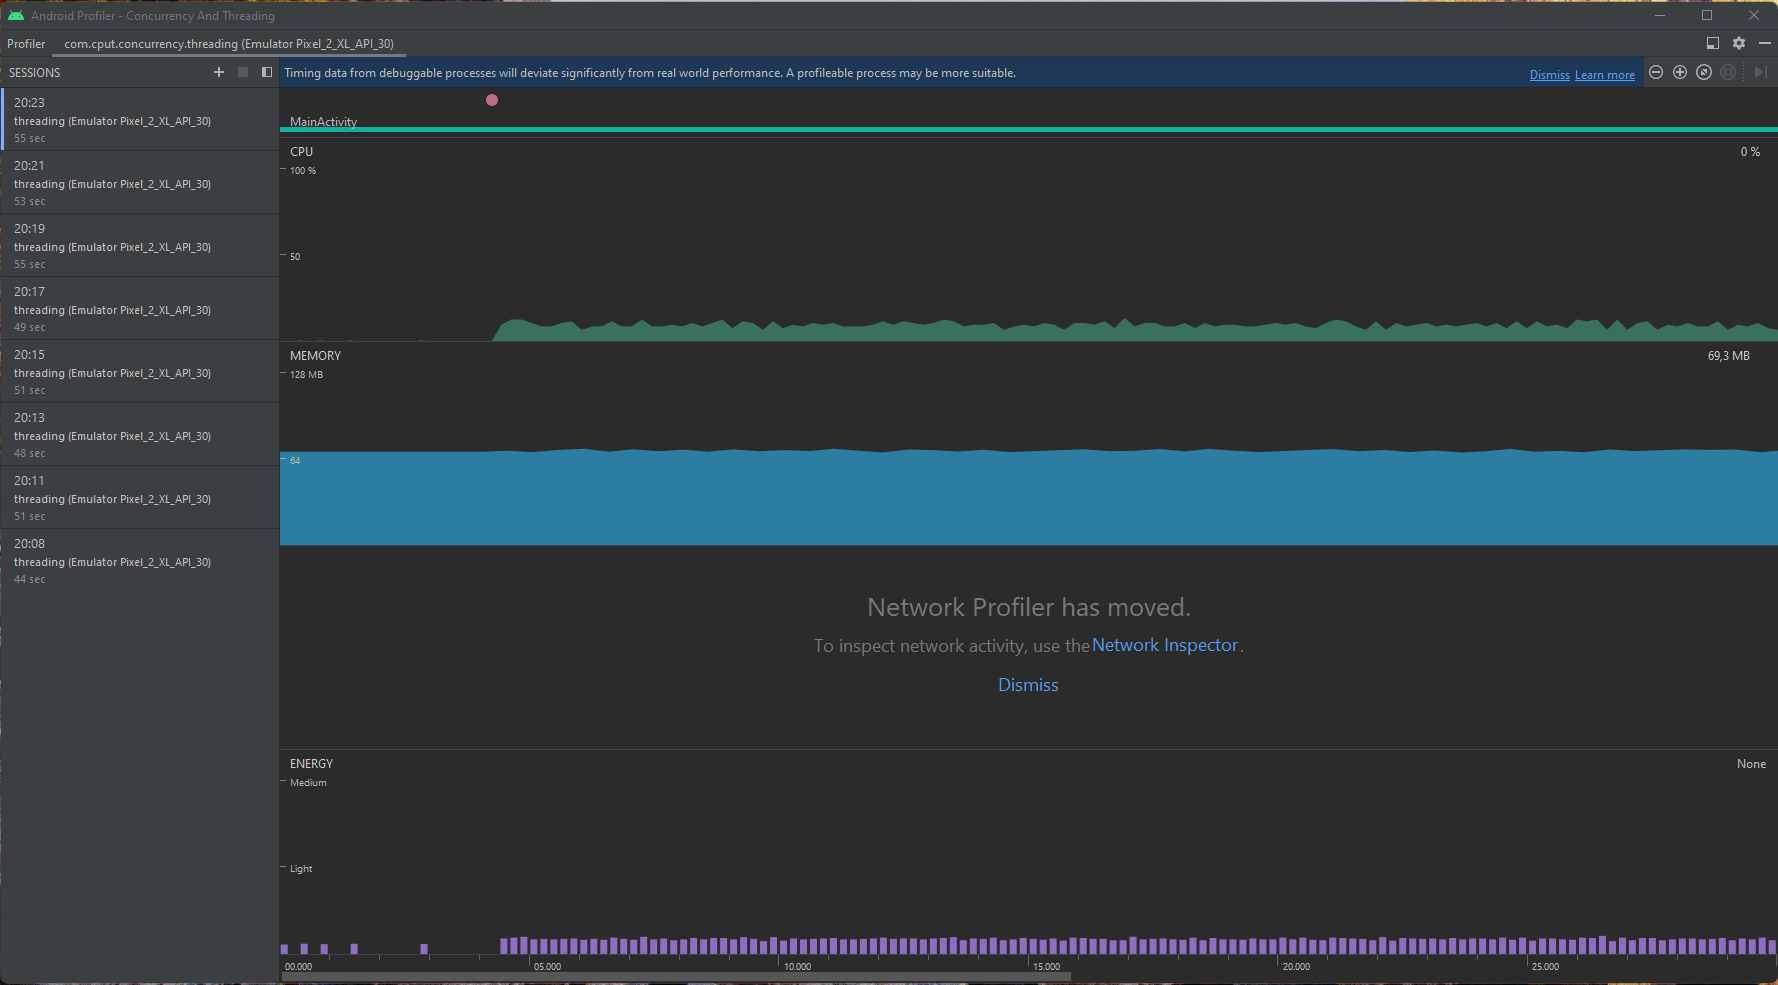 Android Profiler - Concurrency And Threading
Profiler com.cput.concurrency.threading (Emulator Pixel_2_XL_API_30)
SESSIONS
Timing data from debuggable processes will deviate significantly from real world performance. A profileable process may be more suitable.
Dismiss Learn more
20:23
threading (Emulator Pixel_2_XL_API_30)
55 sec
20:21
threading (Emulator Pixel_2_XL_API_30)
53 sec
20:19
threading (Emulator Pixel_2_XL_API_30)
55 sec
20:17
threading (Emulator Pixel_2_XL_API_30)
49 sec
20:15
threading (Emulator Pixel_2_XL_API_30)
51 sec
20:13
threading (Emulator Pixel_2_XL_API_30)
48 sec
20:11
threading (Emulator Pixel_2_XL_API_30)
51 sec
20:08
threading (Emulator Pixel_2_XL_API_30)
44 sec
MainActivity
CPU 0 %
100 %
50
MEMORY 69,3 MB
128 MB
64
Network Profiler has moved.
To inspect network activity, use the Network Inspector.
Dismiss
ENERGY None
Medium
Light
00.000 05.000 10.000 15.000 20.000 25.000